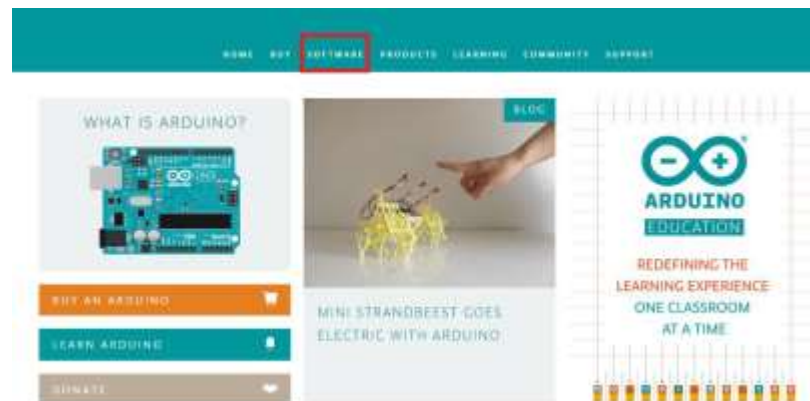 HOME BUY SOFTWARE PRODUCTS LEARNING COMMUNITY SUPPORT
WHAT IS ARDUINO?
BUY AN ARDUINO
LEARN ARDUINO
DONATE
BLOG
MINI STRANDBEEST GOES
ELECTRIC WITH ARDUINO
ARDUINO
EDUCATION
REDEFINING THE
LEARNING EXPERIENCE
ONE CLASSROOM
AT A TIME